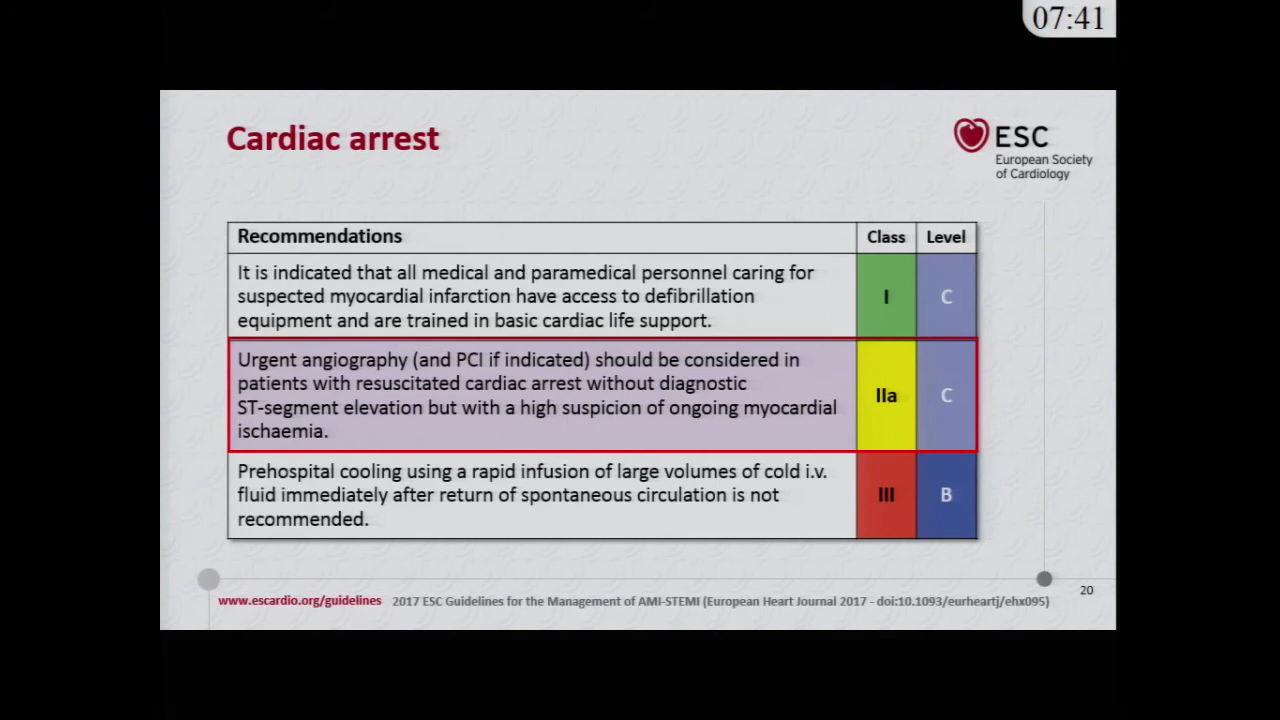 07:41
Cardiac arrest
ESC
European Society
of Cardiology
Recommendations Class Level
It is indicated that all medical and paramedical personnel caring for
suspected myocardial infarction have access to defibrillation
equipment and are trained in basic cardiac life support.
I C
Urgent angiography (and PCI if indicated) should be considered in
patients with resuscitated cardiac arrest without diagnostic
ST-segment elevation but with a high suspicion of ongoing myocardial
ischaemia.
IIa C
Prehospital cooling using a rapid infusion of large volumes of cold i.v.
fluid immediately after return of spontaneous circulation is not
recommended.
III B
20
www.escardio.org/guidelines 2017 ESC Guidelines for the Management of AMI-STEMI (European Heart Journal 2017 - doi:10.1093/eurheartj/ehx095)